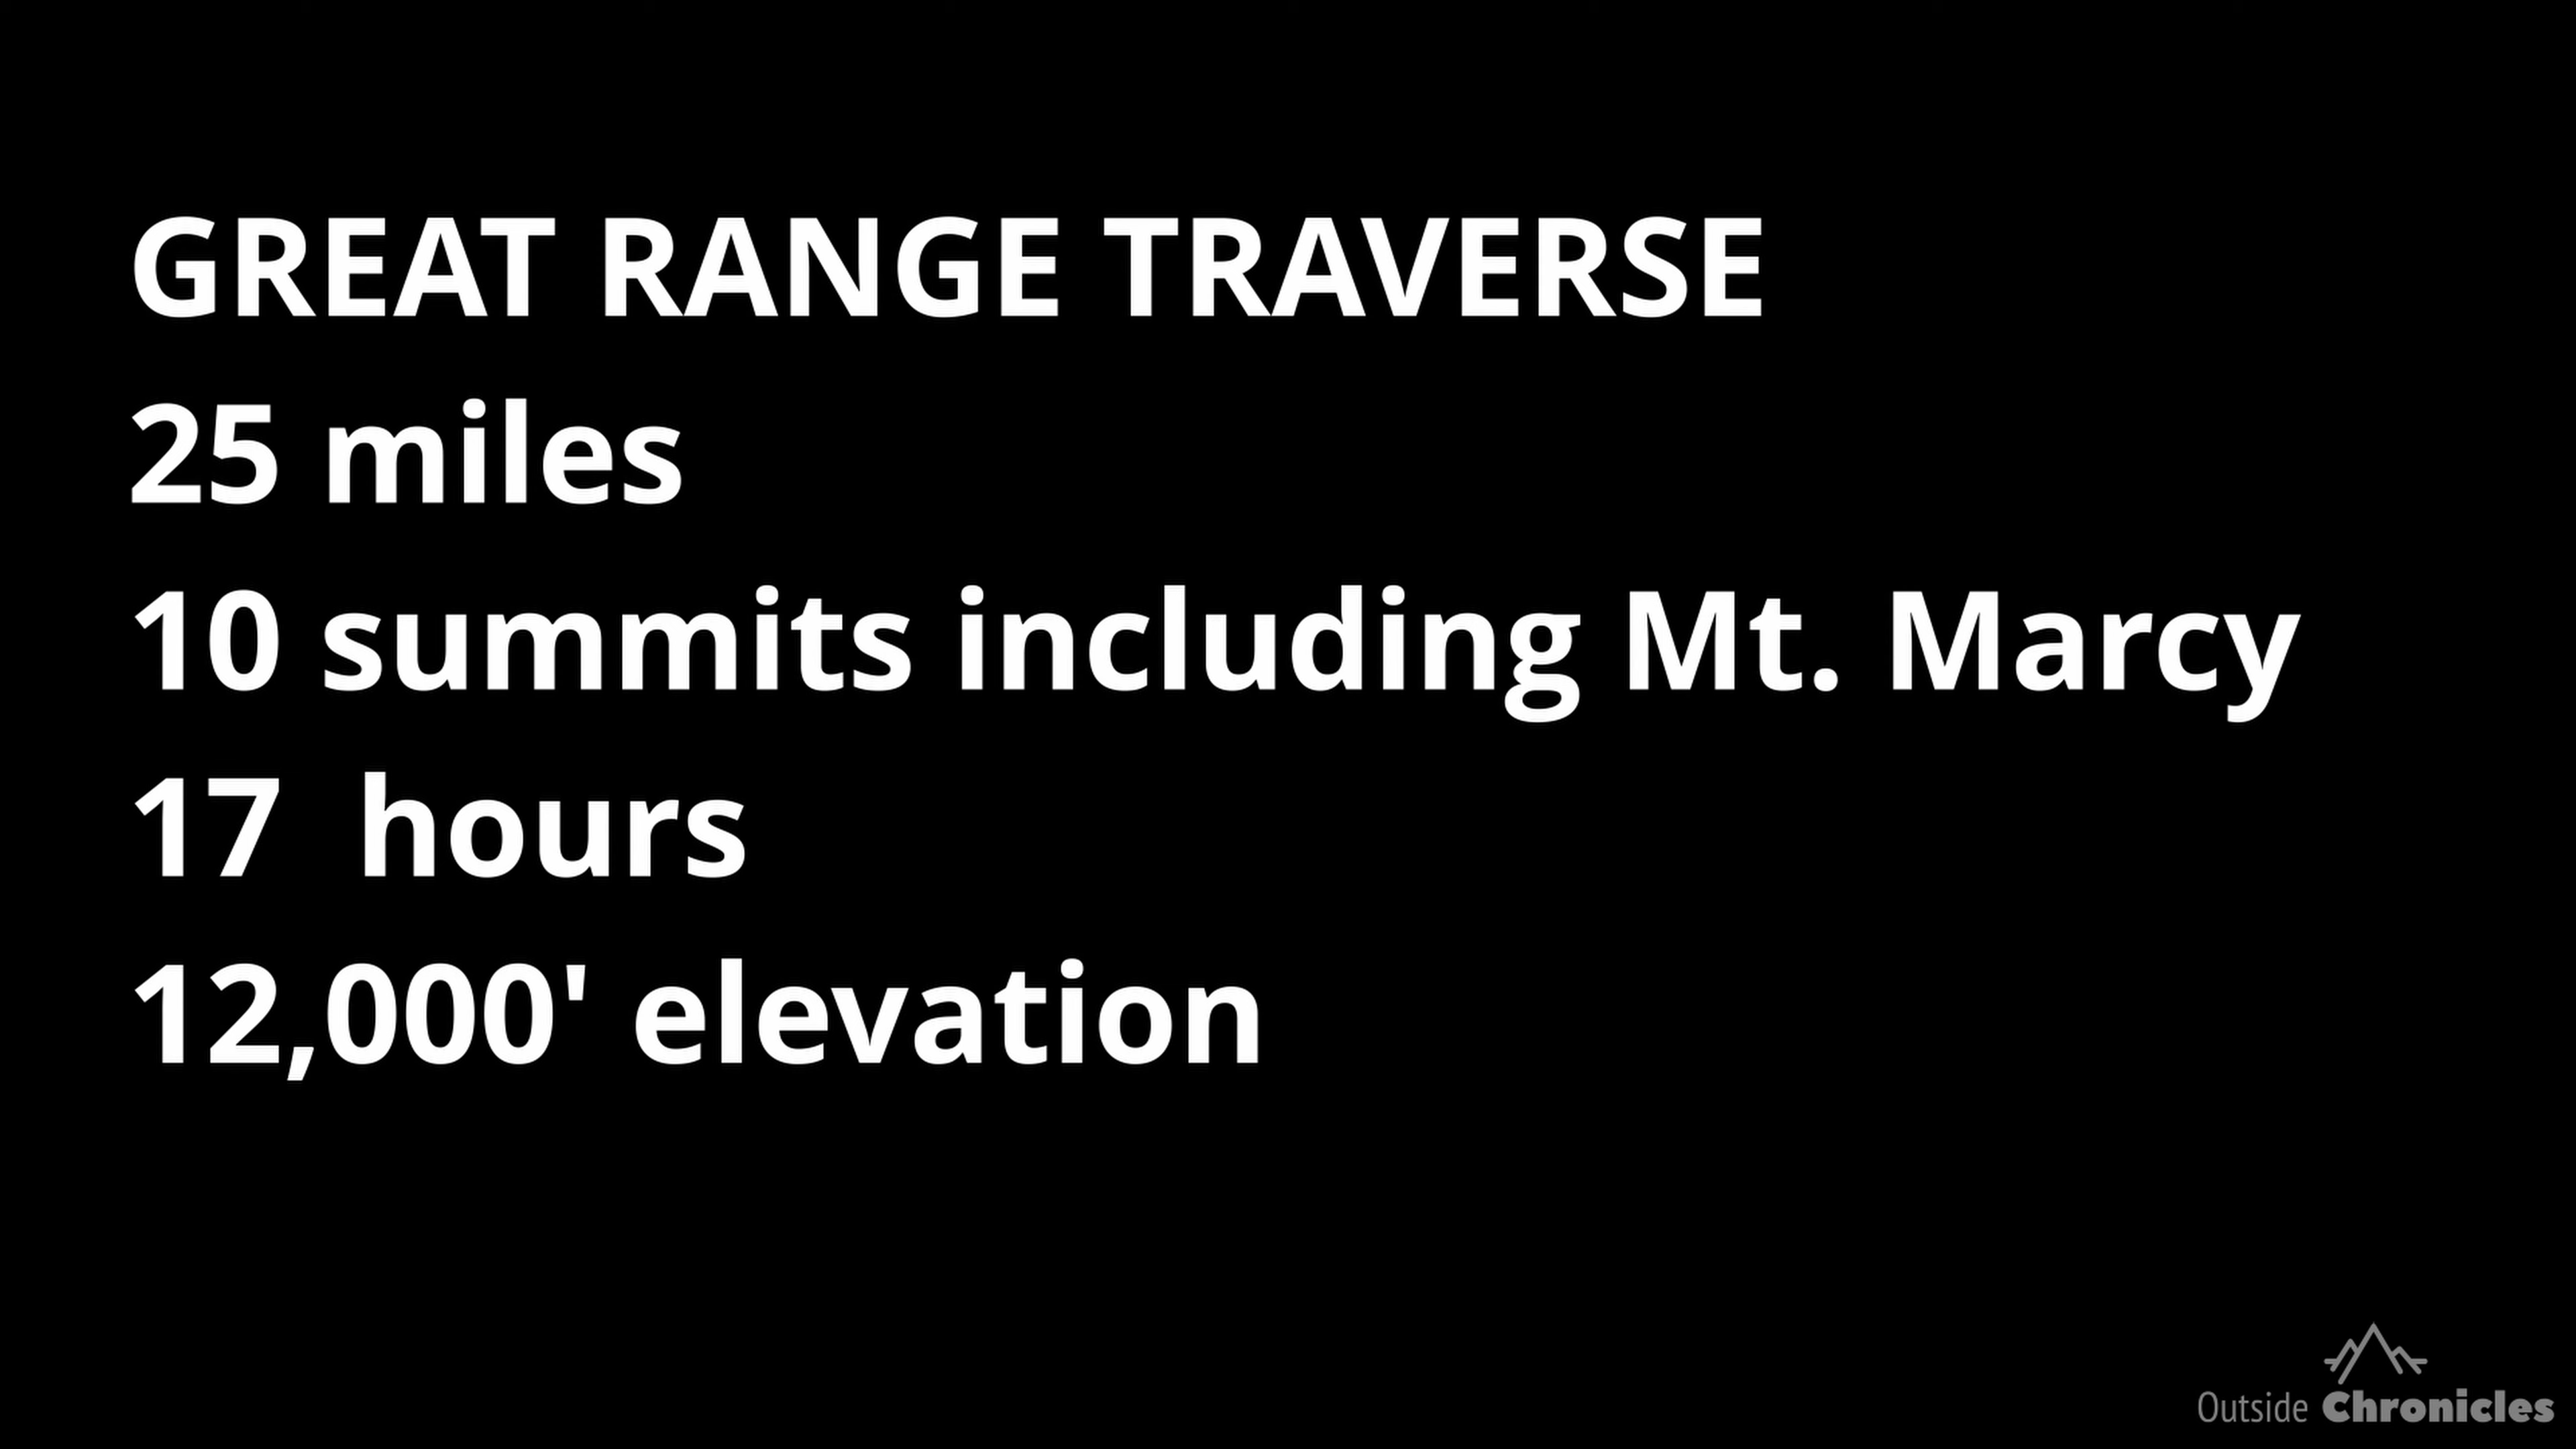 GREAT RANGE TRAVERSE
25 miles
10 summits including Mt. Marcy
17  hours
12,000' elevation
Outside Chronicles